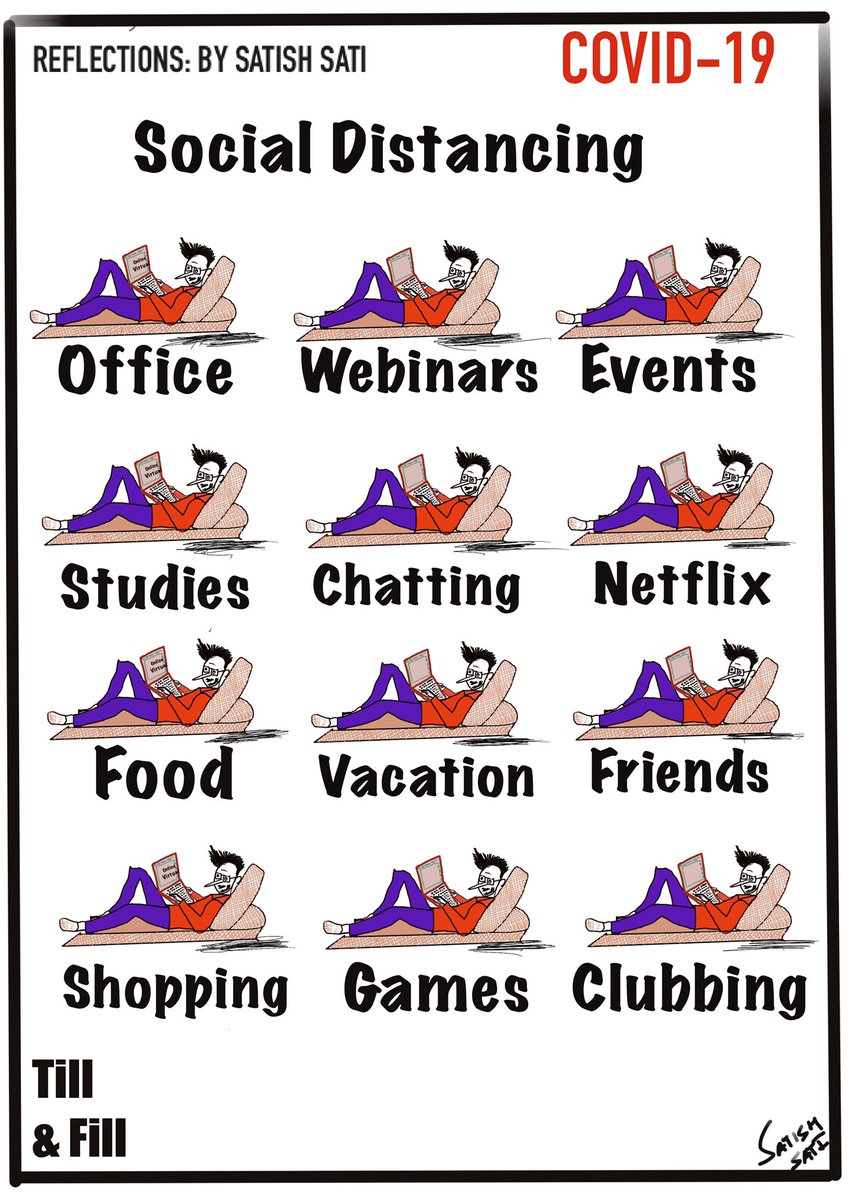 REFLECTIONS: BY SATISH SATI
COVID-19
Social Distancing
Online
Virtual
Office Webinars Events
Online
Virtual
Studies Chatting Netflix
Online
Virtual
Food Vacation Friends
Online
Virtual
Shopping Games Clubbing
Till
& Fill
SATISH
SATI